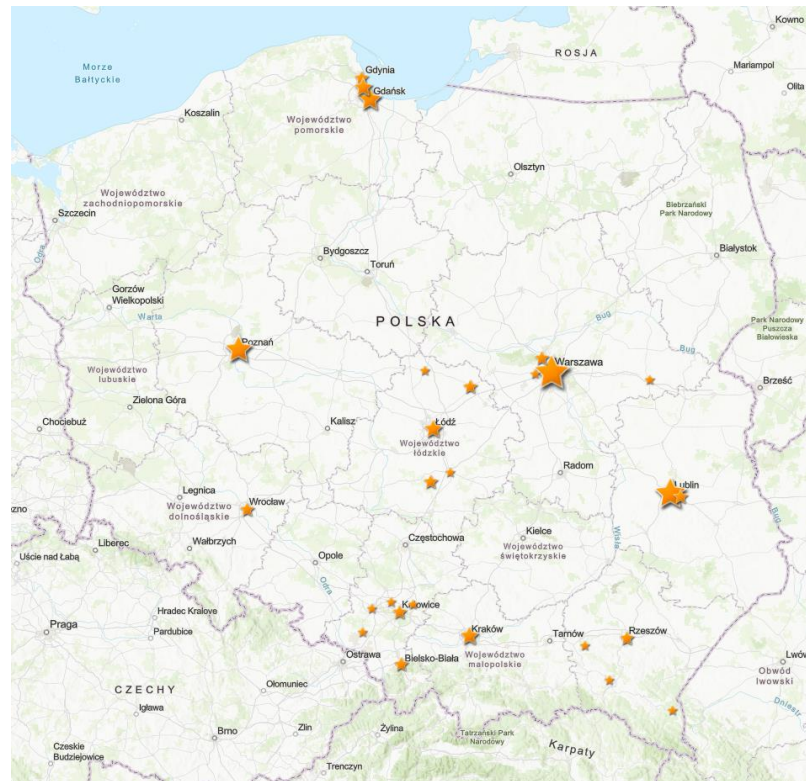 Kowno
Gdynia
ROSJA
Morze
Bałtyckie
Mariampol
Olita
Gdańsk
Koszalin
Województwo
pomorskie
Olsztyn
Województwo
zachodniopomorskie
Biebrzański
Park Narodowy
Szczecin
Odra
Bydgoszcz
Toruń
Białystok
Gorzów
Wielkopolski
Warta
POLSKA
Bug
Park Narodowy
Puszcza
Białowieska
Poznań
Bug
Warszawa
Województwo
lubuskie
Brześć
Zielona Góra
Chociebuż
Kalisz
Łódź
Województwo
łódzkie
Radom
Lublin
Legnica
Wrocław
Województwo
dolnośląskie
Bug
Wisła
Wałbrzych
Liberec
Częstochowa
Kielce
Województwo
świętokrzyskie
Uście nad Łabą
Opole
Odra
Katowice
Hradec Kralove
Praga
Pardubice
Kraków
Tarnów
Rzeszów
Ostrawa
Bielsko-Biała
Województwo
małopolskie
Lwów
Obwód
lwowski
CZECHY
Ołomuniec
Dniestr
Igława
Brno
Zlin
Żylina
Tatrzański Park
Narodowy
Karpaty
Czeskie
Budziejowice
Trenczyn